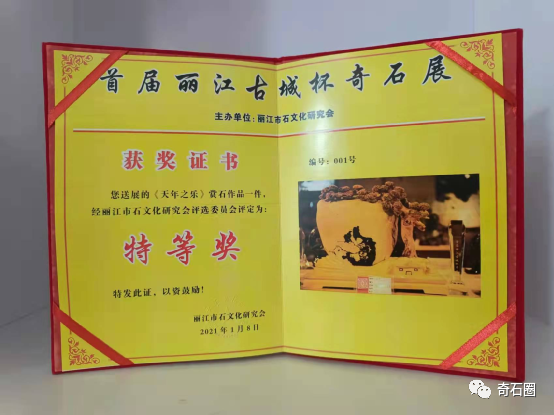 首届丽江古城杯奇石展
主办单位：丽江市石文化研究会
获奖证书
您送展的《天年之乐》赏石作品一件，
经丽江市石文化研究会评选委员会评定为：
特等奖
特发此证，以资鼓励！
丽江市石文化研究会
2021年1月8日
编号：001号
奇石圈